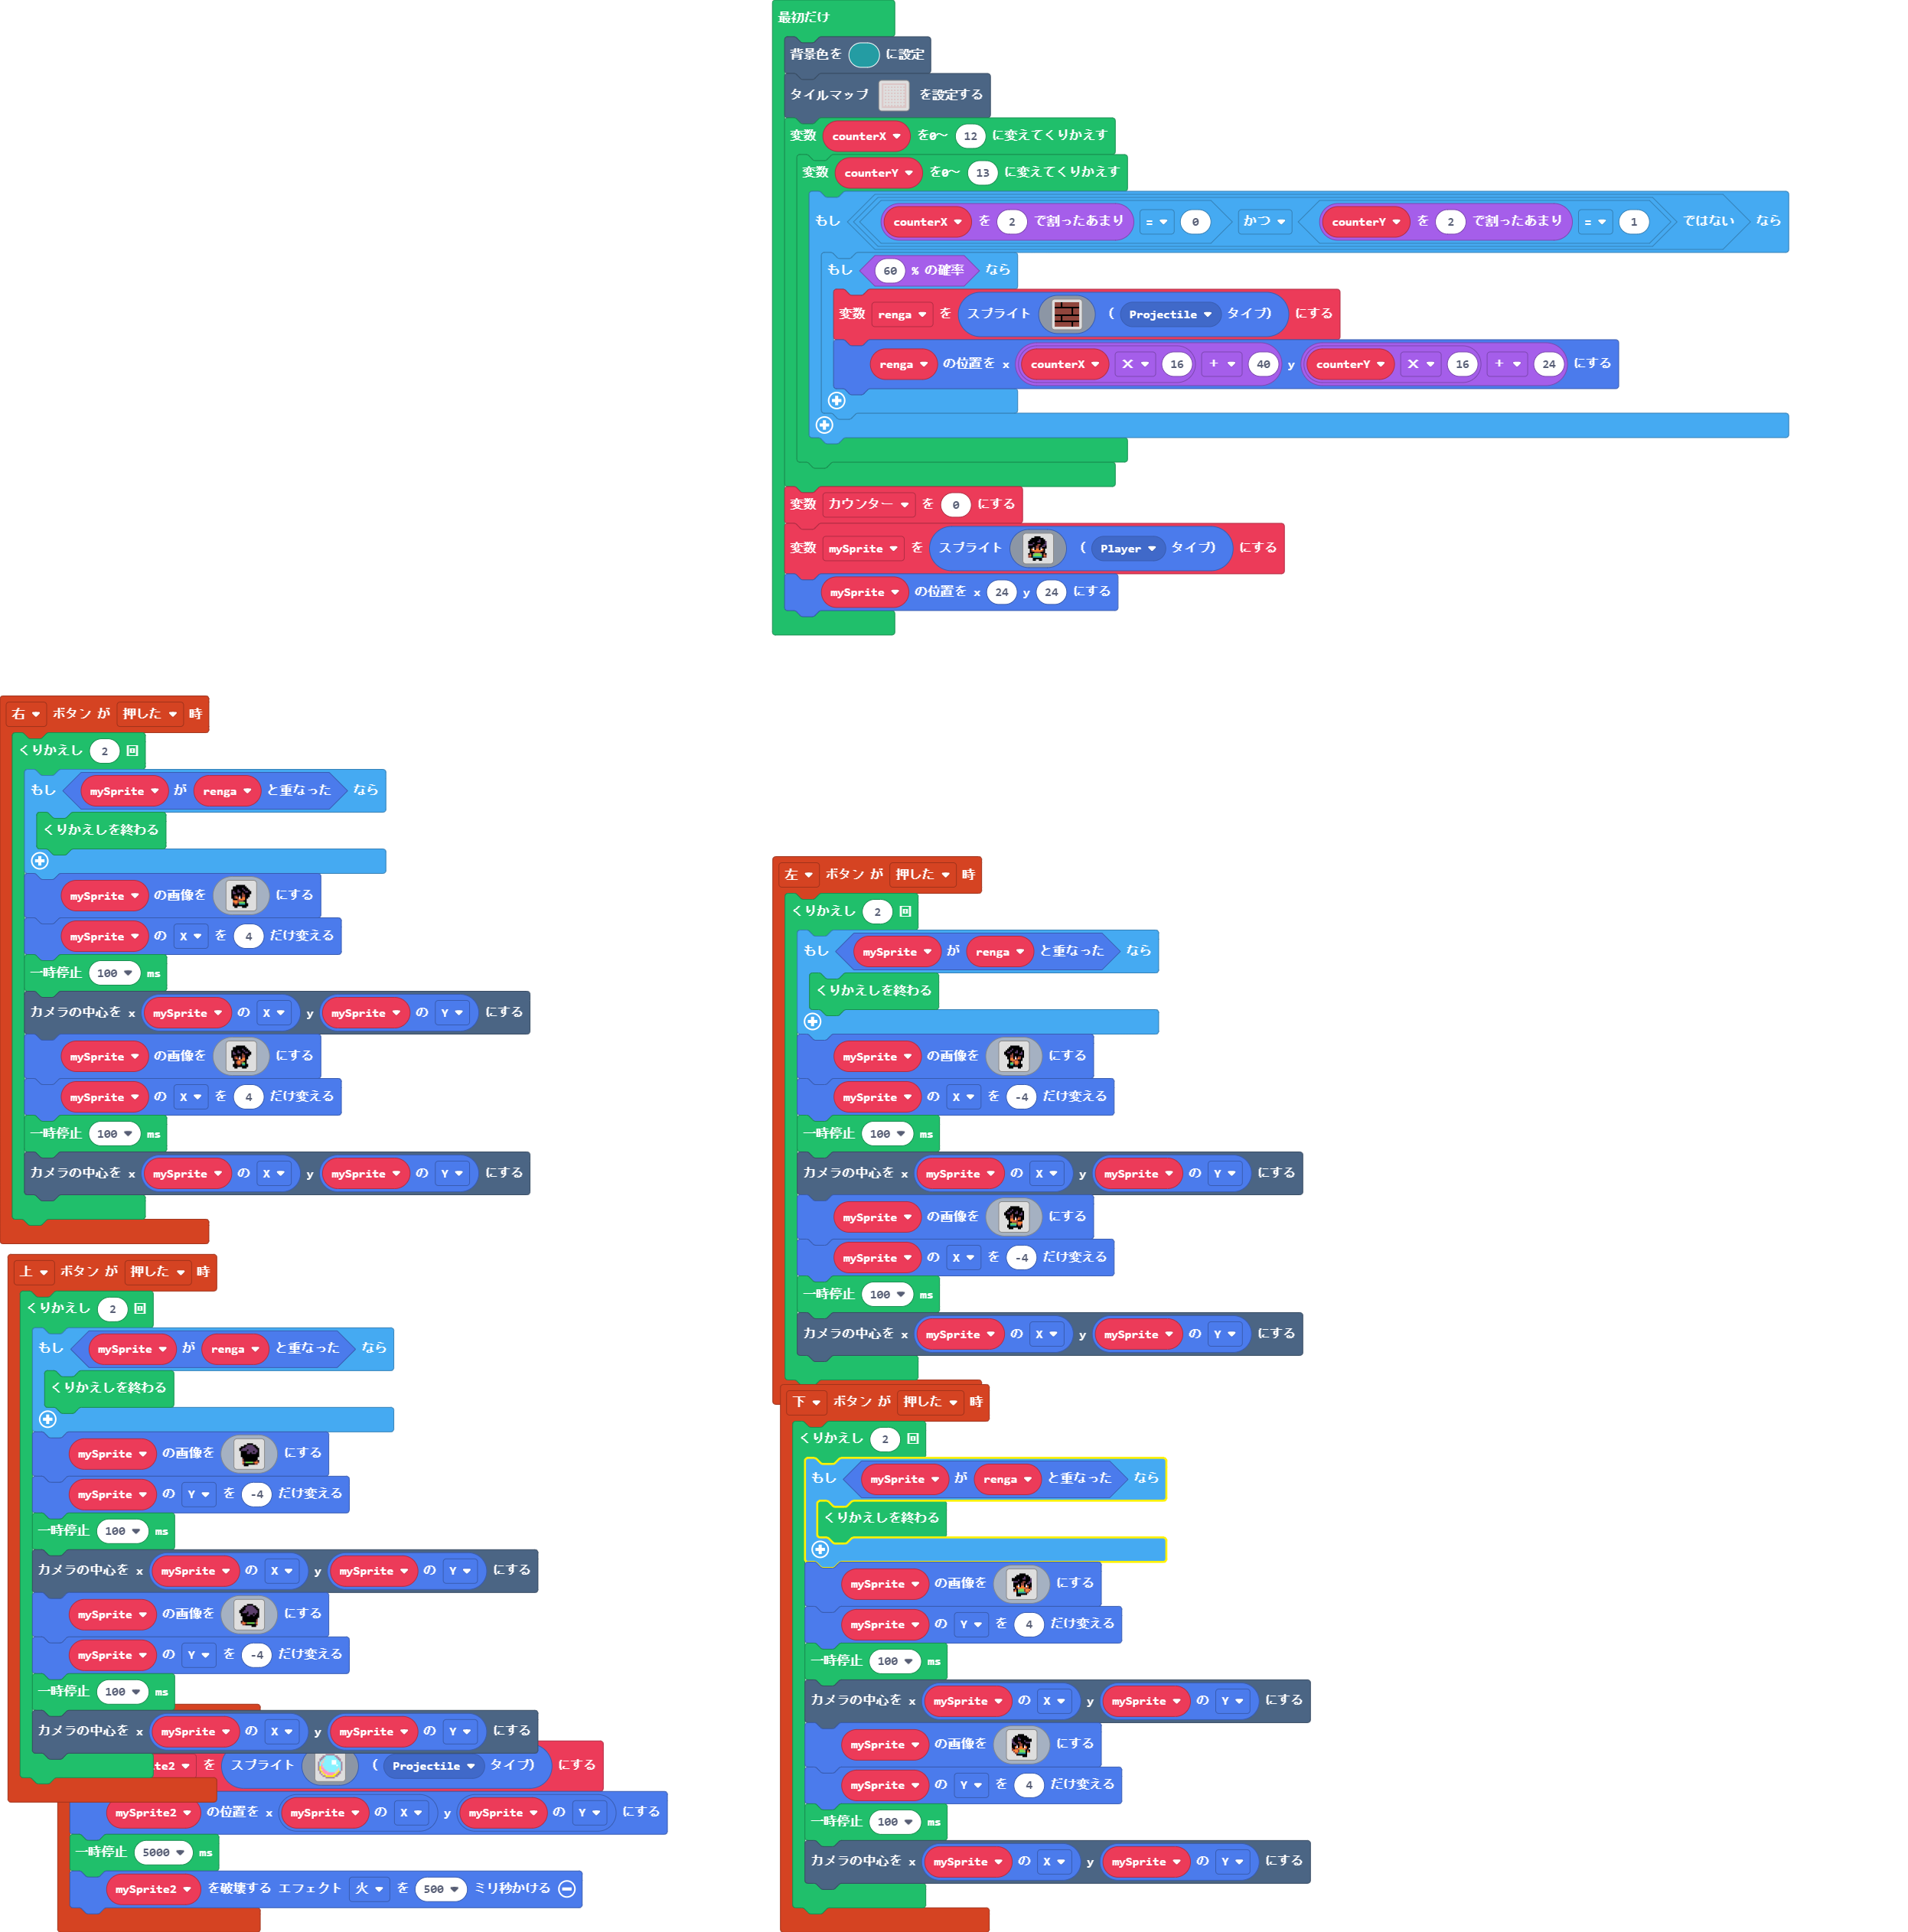 最初だけ
背景色を に設定
タイルマップ を設定する
変数 counterX を0〜 12 に変えてくりかえす
変数 counterY を0〜 13 に変えてくりかえす
もし counterX を 2 で割ったあまり = 0 かつ counterY を 2 で割ったあまり = 1 ではない なら
もし 60 % の確率 なら
変数 renga を スプライト ( Projectile タイプ) にする
renga の位置を x counterX × 16 + 40 y counterY × 16 + 24 にする
変数 カウンター を 0 にする
変数 mySprite を スプライト ( Player タイプ) にする
mySprite の位置を x 24 y 24 にする
右 ボタン が 押した 時
くりかえし 2 回
もし mySprite が renga と重なった なら
くりかえしを終わる
mySprite の画像を にする
mySprite の X を 4 だけ変える
一時停止 100 ms
カメラの中心を x mySprite の X y mySprite の Y にする
mySprite の画像を にする
mySprite の X を 4 だけ変える
一時停止 100 ms
カメラの中心を x mySprite の X y mySprite の Y にする
左 ボタン が 押した 時
くりかえし 2 回
もし mySprite が renga と重なった なら
くりかえしを終わる
mySprite の画像を にする
mySprite の X を -4 だけ変える
一時停止 100 ms
カメラの中心を x mySprite の X y mySprite の Y にする
mySprite の画像を にする
mySprite の X を -4 だけ変える
一時停止 100 ms
カメラの中心を x mySprite の X y mySprite の Y にする
上 ボタン が 押した 時
くりかえし 2 回
もし mySprite が renga と重なった なら
くりかえしを終わる
mySprite の画像を にする
mySprite の Y を -4 だけ変える
一時停止 100 ms
カメラの中心を x mySprite の X y mySprite の Y にする
mySprite の画像を にする
mySprite の Y を -4 だけ変える
一時停止 100 ms
カメラの中心を x mySprite の X y mySprite の Y にする
te2 を スプライト ( Projectile タイプ) にする
mySprite2 の位置を x mySprite の X y mySprite の Y にする
一時停止 5000 ms
mySprite2 を破壊する エフェクト 火 を 500 ミリ秒かける
下 ボタン が 押した 時
くりかえし 2 回
もし mySprite が renga と重なった なら
くりかえしを終わる
mySprite の画像を にする
mySprite の Y を 4 だけ変える
一時停止 100 ms
カメラの中心を x mySprite の X y mySprite の Y にする
mySprite の画像を にする
mySprite の Y を 4 だけ変える
一時停止 100 ms
カメラの中心を x mySprite の X y mySprite の Y にする